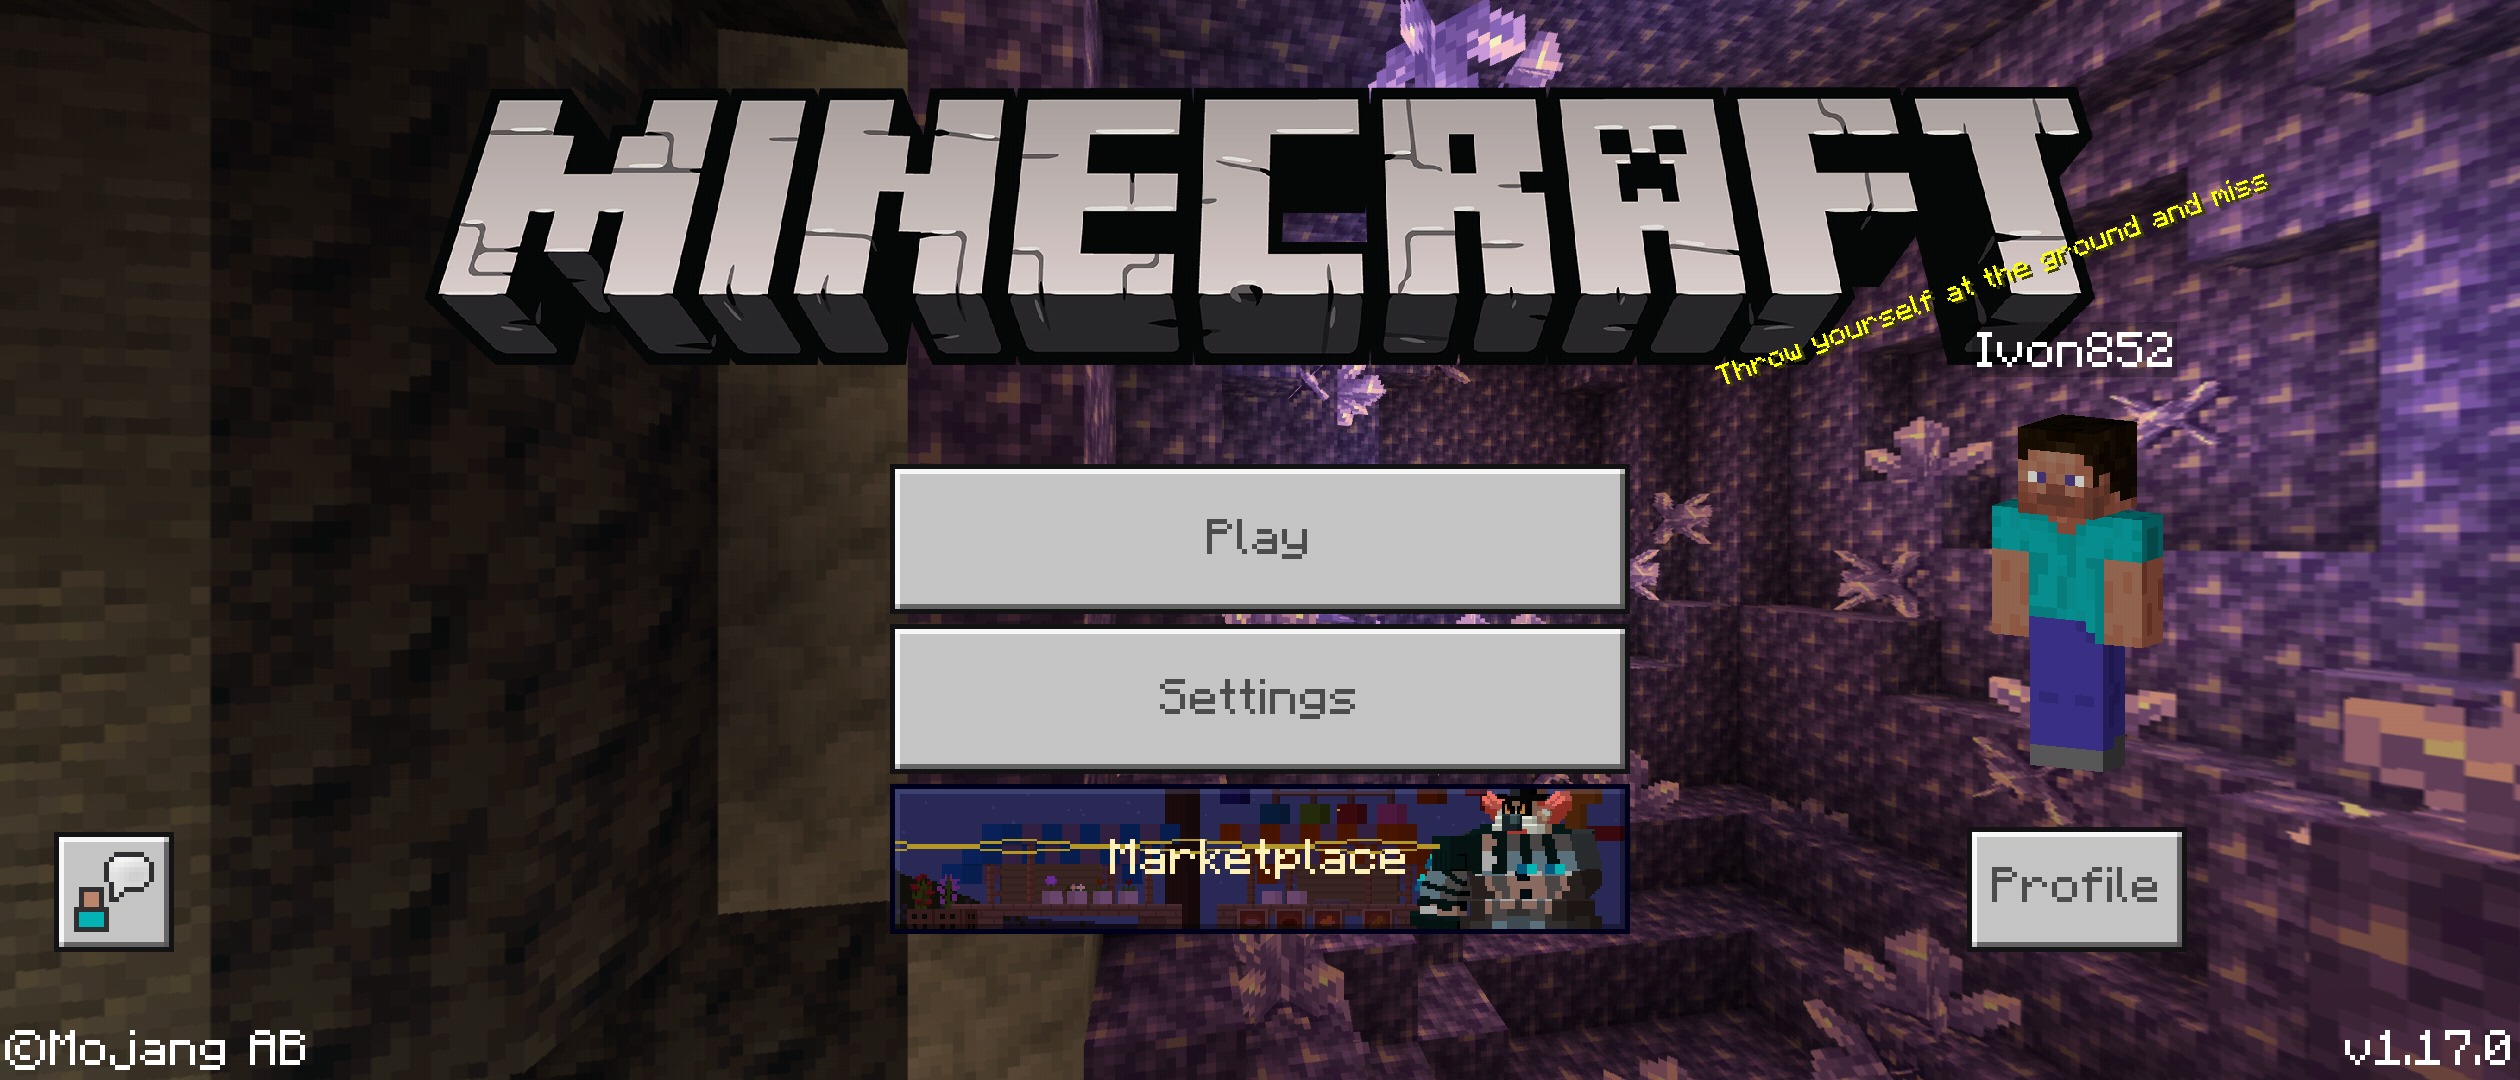 MINECRAFT
Throw yourself at the ground and miss
Ivon852
Play
Settings
Marketplace
Profile
©Mojang AB
v1.17.0